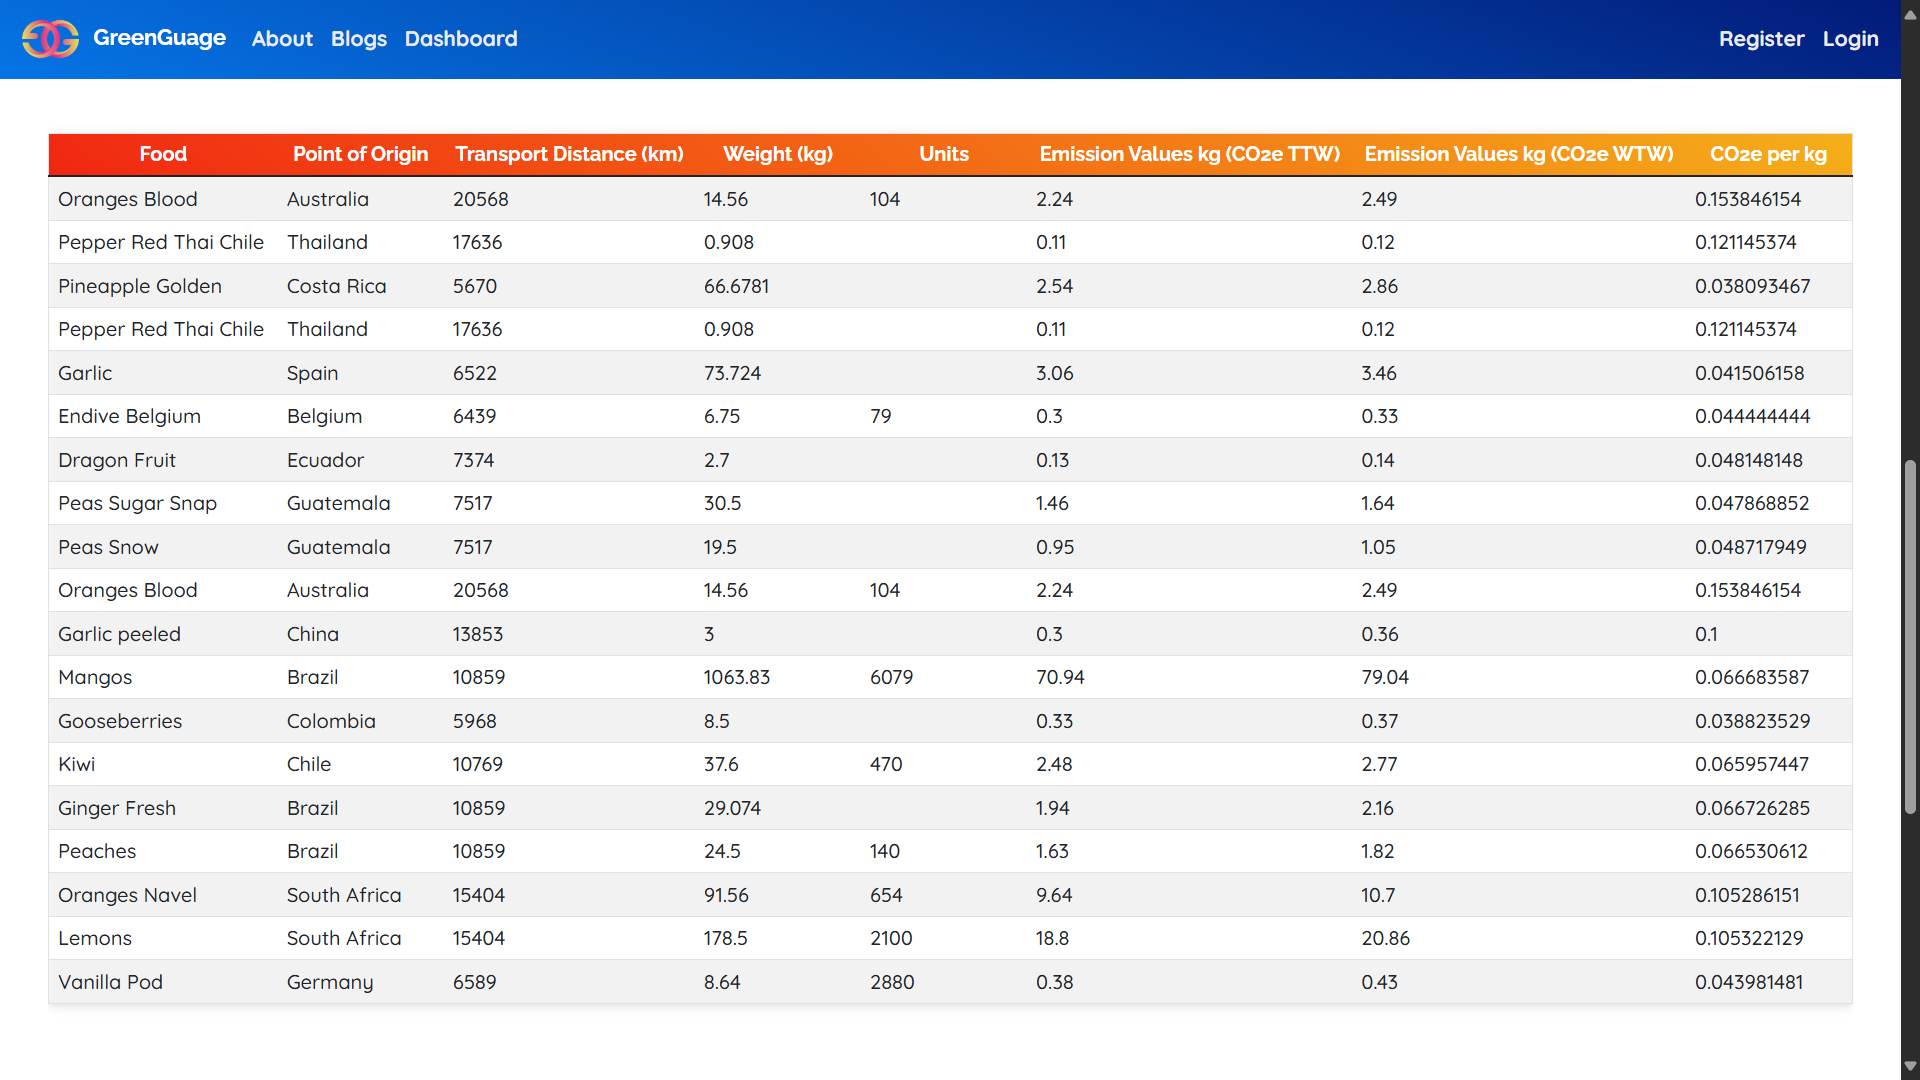 GreenGuage About Blogs Dashboard Register Login
Food Point of Origin Transport Distance (km) Weight (kg) Units Emission Values kg (CO2e TTW) Emission Values kg (CO2e WTW) CO2e per kg
Oranges Blood Australia 20568 14.56 104 2.24 2.49 0.153846154
Pepper Red Thai Chile Thailand 17636 0.908 0.11 0.12 0.121145374
Pineapple Golden Costa Rica 5670 66.6781 2.54 2.86 0.038093467
Pepper Red Thai Chile Thailand 17636 0.908 0.11 0.12 0.121145374
Garlic Spain 6522 73.724 3.06 3.46 0.041506158
Endive Belgium Belgium 6439 6.75 79 0.3 0.33 0.044444444
Dragon Fruit Ecuador 7374 2.7 0.13 0.14 0.048148148
Peas Sugar Snap Guatemala 7517 30.5 1.46 1.64 0.047868852
Peas Snow Guatemala 7517 19.5 0.95 1.05 0.048717949
Oranges Blood Australia 20568 14.56 104 2.24 2.49 0.153846154
Garlic peeled China 13853 3 0.3 0.36 0.1
Mangos Brazil 10859 1063.83 6079 70.94 79.04 0.066683587
Gooseberries Colombia 5968 8.5 0.33 0.37 0.038823529
Kiwi Chile 10769 37.6 470 2.48 2.77 0.065957447
Ginger Fresh Brazil 10859 29.074 1.94 2.16 0.066726285
Peaches Brazil 10859 24.5 140 1.63 1.82 0.066530612
Oranges Navel South Africa 15404 91.56 654 9.64 10.7 0.105286151
Lemons South Africa 15404 178.5 2100 18.8 20.86 0.105322129
Vanilla Pod Germany 6589 8.64 2880 0.38 0.43 0.043981481